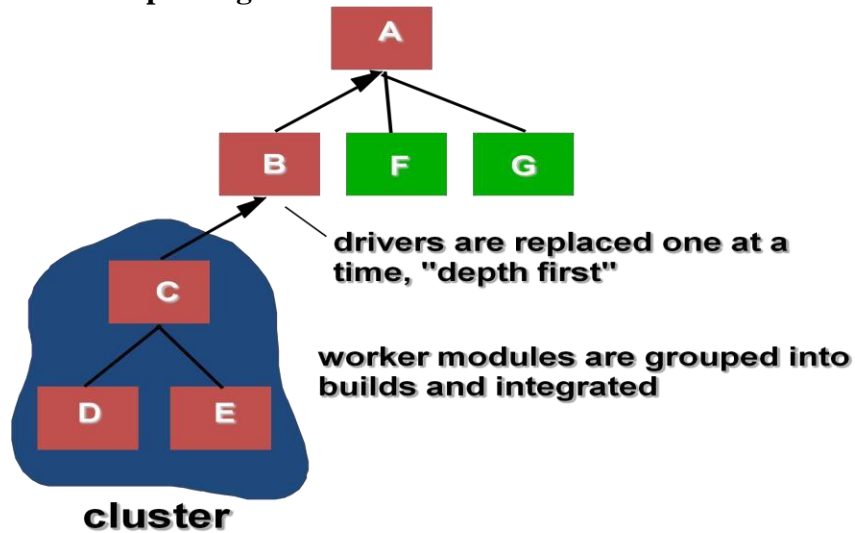 A
B
F
G
drivers are replaced one at a
time, "depth first"
C
worker modules are grouped into
builds and integrated
D
E
cluster